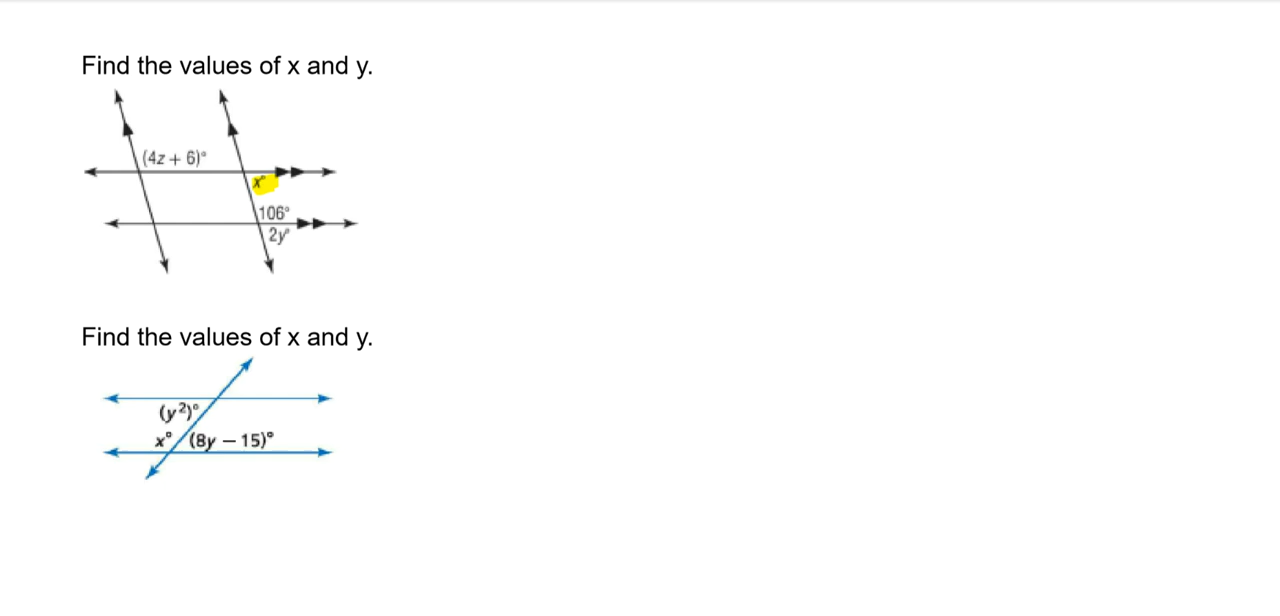 Find the values of x and y.
(4z + 6)°
x°
106°
2y°
Find the values of x and y.
(y²)°
x° (8y – 15)°